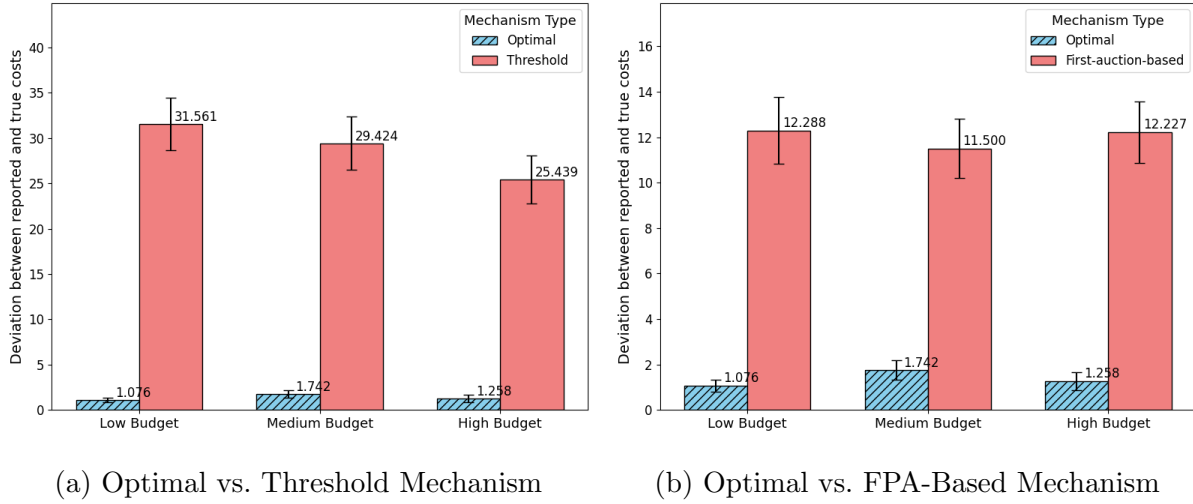 Deviation between reported and true costs
40
35
30
25
20
15
10
5
0
Mechanism Type
Optimal
Threshold
31.561
29.424
25.439
1.076
1.742
1.258
Low Budget
Medium Budget
High Budget
(a) Optimal vs. Threshold Mechanism
Deviation between reported and true costs
16
14
12
10
8
6
4
2
0
Mechanism Type
Optimal
First-auction-based
12.288
11.500
12.227
1.076
1.742
1.258
Low Budget
Medium Budget
High Budget
(b) Optimal vs. FPA-Based Mechanism